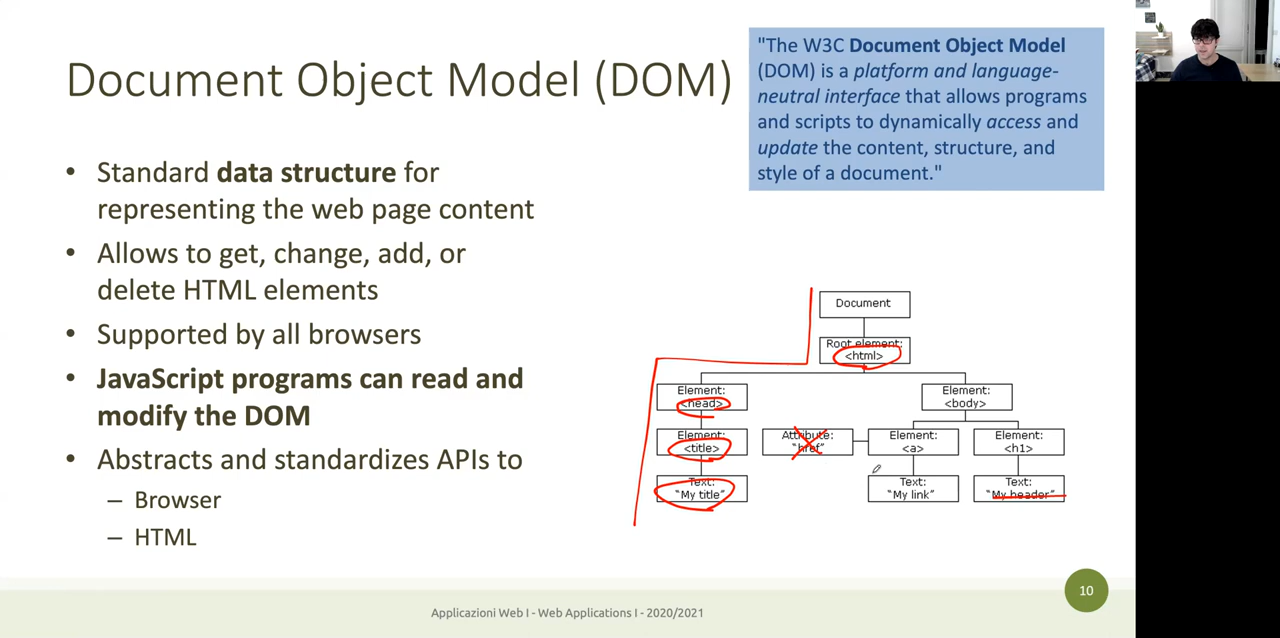 Document Object Model (DOM)
"The W3C Document Object Model
(DOM) is a platform and language-
neutral interface that allows programs
and scripts to dynamically access and
update the content, structure, and
style of a document."
• Standard data structure for
representing the web page content
• Allows to get, change, add, or
delete HTML elements
• Supported by all browsers
• JavaScript programs can read and
modify the DOM
• Abstracts and standardizes APIs to
– Browser
– HTML
Document
Root element:
<html>
Element:
<head>
Element:
<body>
Element:
<title>
Attribute:
"href"
Element:
<a>
Element:
<h1>
Text:
"My title"
Text:
"My link"
Text:
"My header"
10
Applicazioni Web I - Web Applications I - 2020/2021